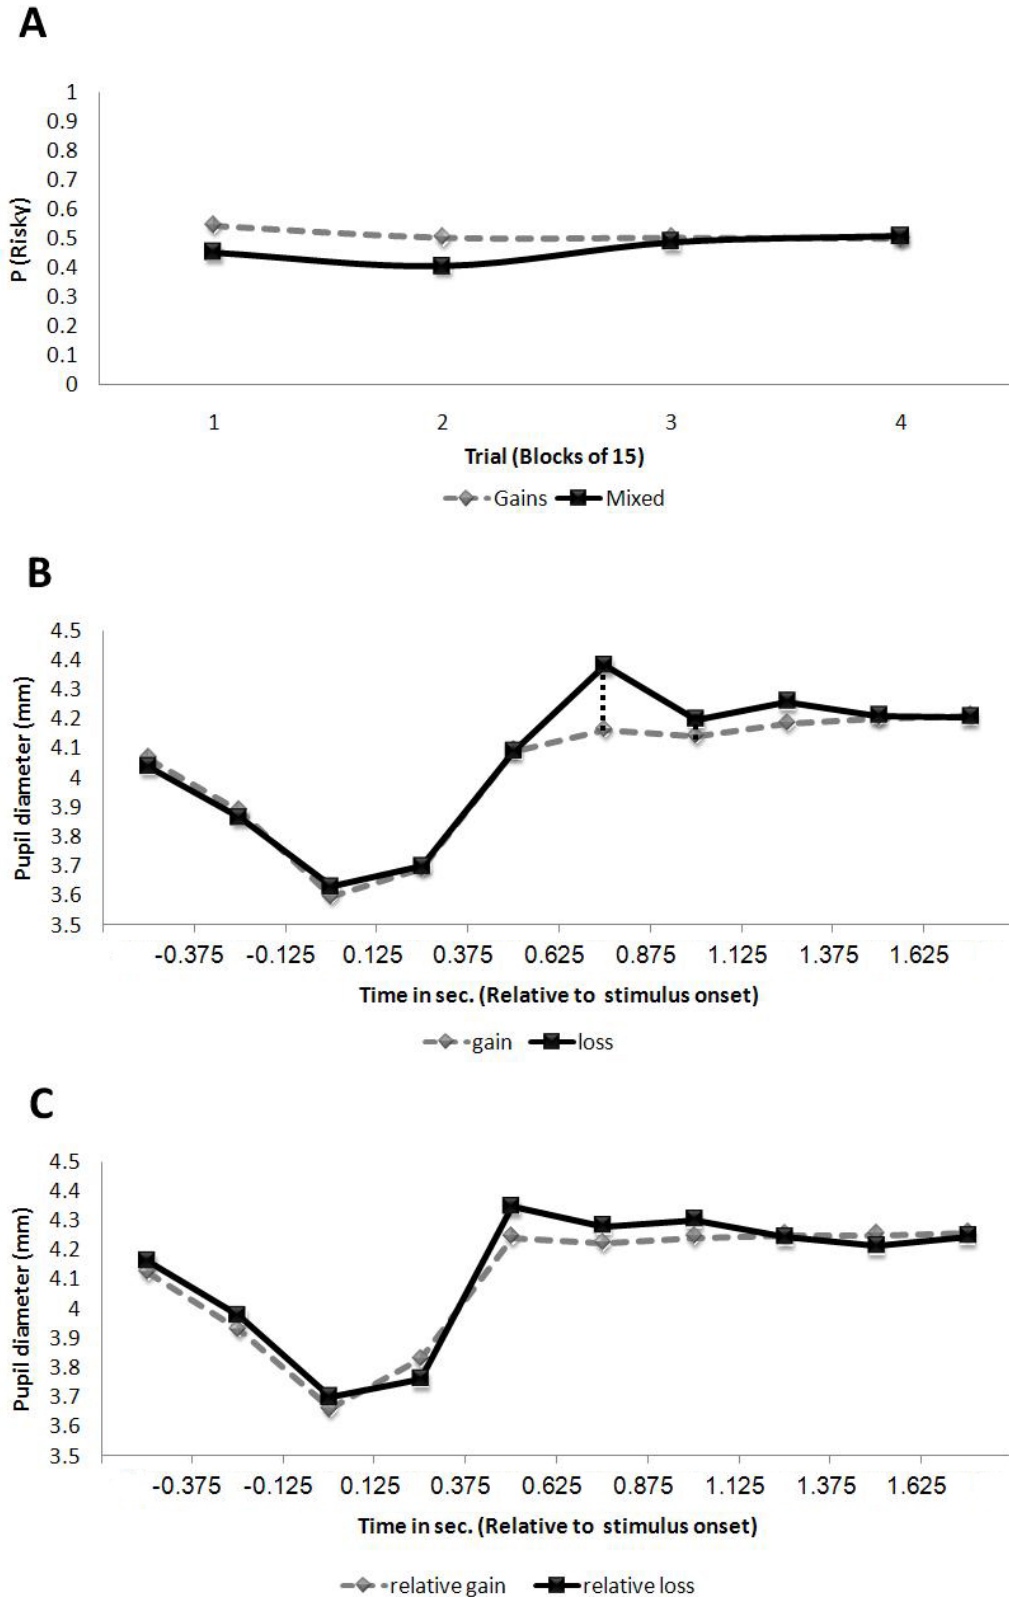 A
1
0.9
0.8
0.7
0.6
0.5
0.4
0.3
0.2
0.1
0
P (Risky)
1 2 3 4
Trial (Blocks of 15)
Gains Mixed
B
4.5
4.4
4.3
4.2
4.1
4
3.9
3.8
3.7
3.6
3.5
Pupil diameter (mm)
-0.375 -0.125 0.125 0.375 0.625 0.875 1.125 1.375 1.625
Time in sec. (Relative to stimulus onset)
gain loss
C
4.5
4.4
4.3
4.2
4.1
4
3.9
3.8
3.7
3.6
3.5
Pupil diameter (mm)
-0.375 -0.125 0.125 0.375 0.625 0.875 1.125 1.375 1.625
Time in sec. (Relative to stimulus onset)
relative gain relative loss